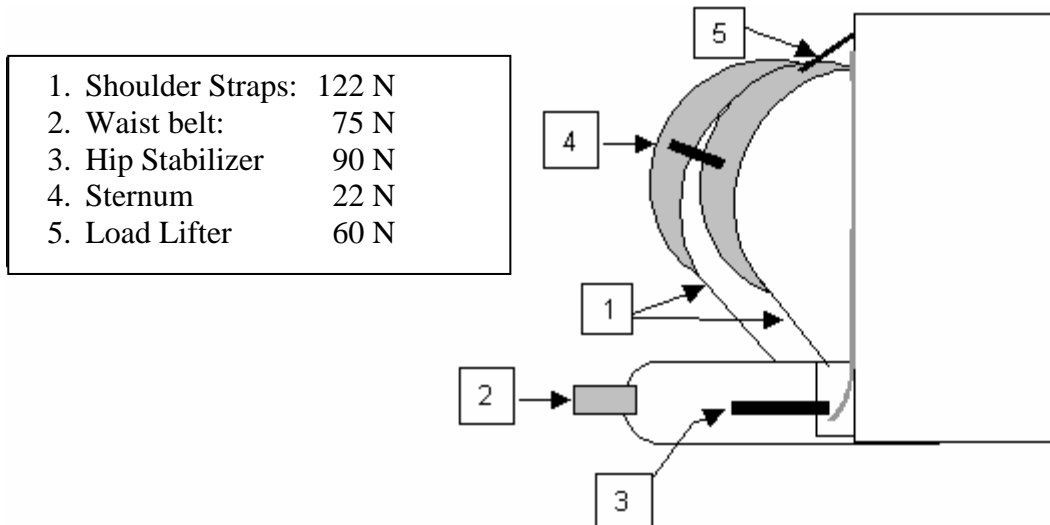 1. Shoulder Straps: 122 N
2. Waist belt: 75 N
3. Hip Stabilizer 90 N
4. Sternum 22 N
5. Load Lifter 60 N
5
4
1
2
3